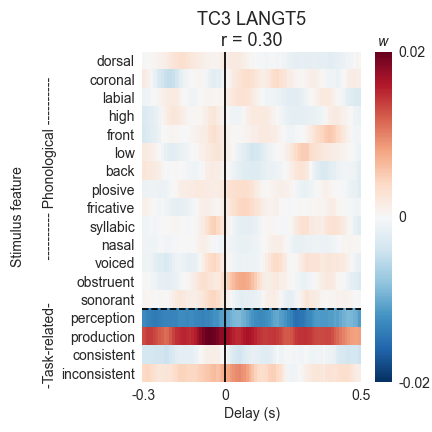 TC3 LANGT5
r = 0.30
w
dorsal
coronal
labial
high
front
low
back
plosive
fricative
syllabic
nasal
voiced
obstruent
sonorant
perception
production
consistent
inconsistent
Stimulus feature
----------- Phonological -----------
-Task-related-
0.02
0
-0.02
-0.3
0
0.5
Delay (s)